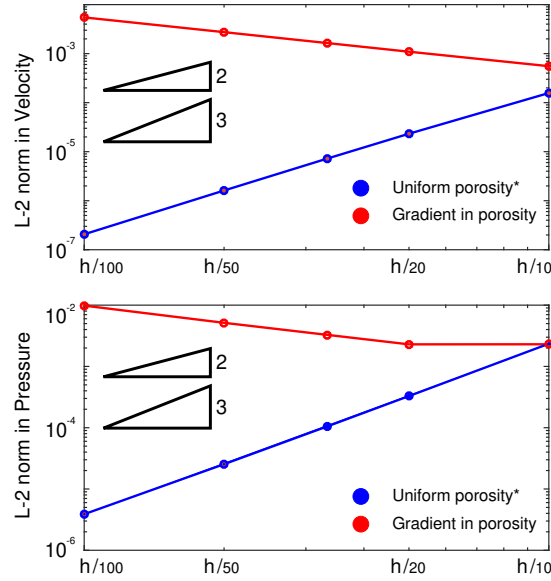 L-2 norm in Velocity
10-3
10-5
10-7
2
3
Uniform porosity*
Gradient in porosity
h/100
h/50
h/20
h/10
L-2 norm in Pressure
10-2
10-4
10-6
2
3
Uniform porosity*
Gradient in porosity
h/100
h/50
h/20
h/10